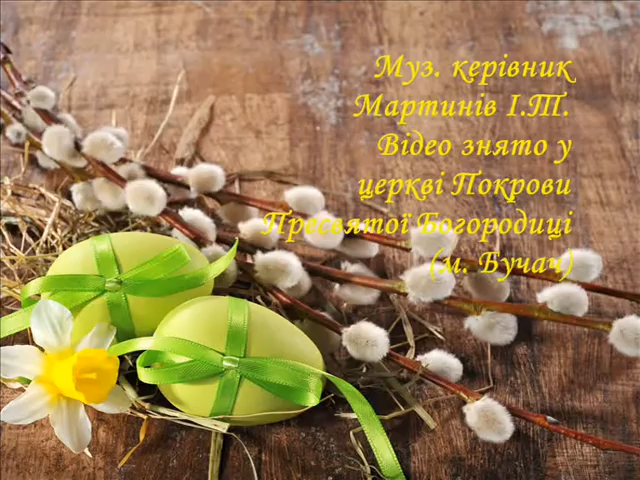 Муз. керівник
Мартинів І.Т.
Відео знято у
церкві Покрови
Пресвятої Богородиці
(м. Бучач)